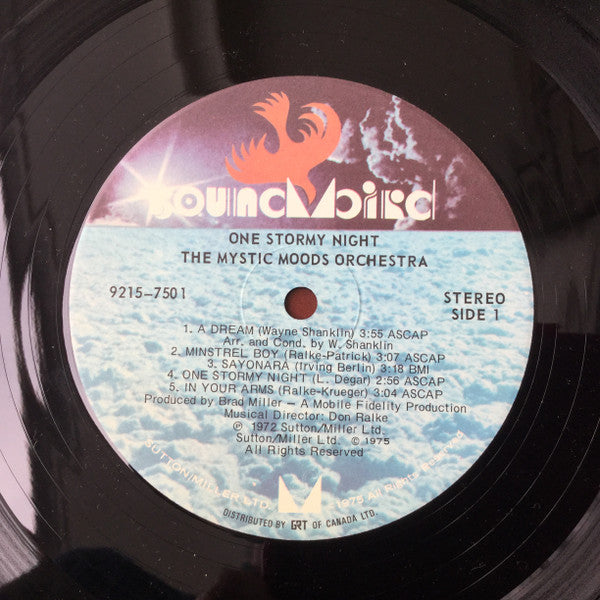 soundbird
ONE STORMY NIGHT
THE MYSTIC MOODS ORCHESTRA
9215-7501
STEREO
SIDE 1
1. A DREAM (Wayne Shanklin) 3:55 ASCAP
Arr. and Cond. by W. Shanklin
2. MINSTREL BOY (Ralke-Patrick) 3:07 ASCAP
3. SAYONARA (Irving Berlin) 3:18 BMI
4. ONE STORMY NIGHT (L. Degar) 2:56 ASCAP
5. IN YOUR ARMS (Ralke-Krueger) 3:04 ASCAP
Produced by Brad Miller — A Mobile Fidelity Production
Musical Director: Don Ralke
℗ 1972 Sutton/Miller Ltd.
Sutton/Miller Ltd. © 1975
All Rights Reserved
SUTTON/MILLER LTD. 1975 All Rights Reserved
DISTRIBUTED BY GRT OF CANADA LTD.